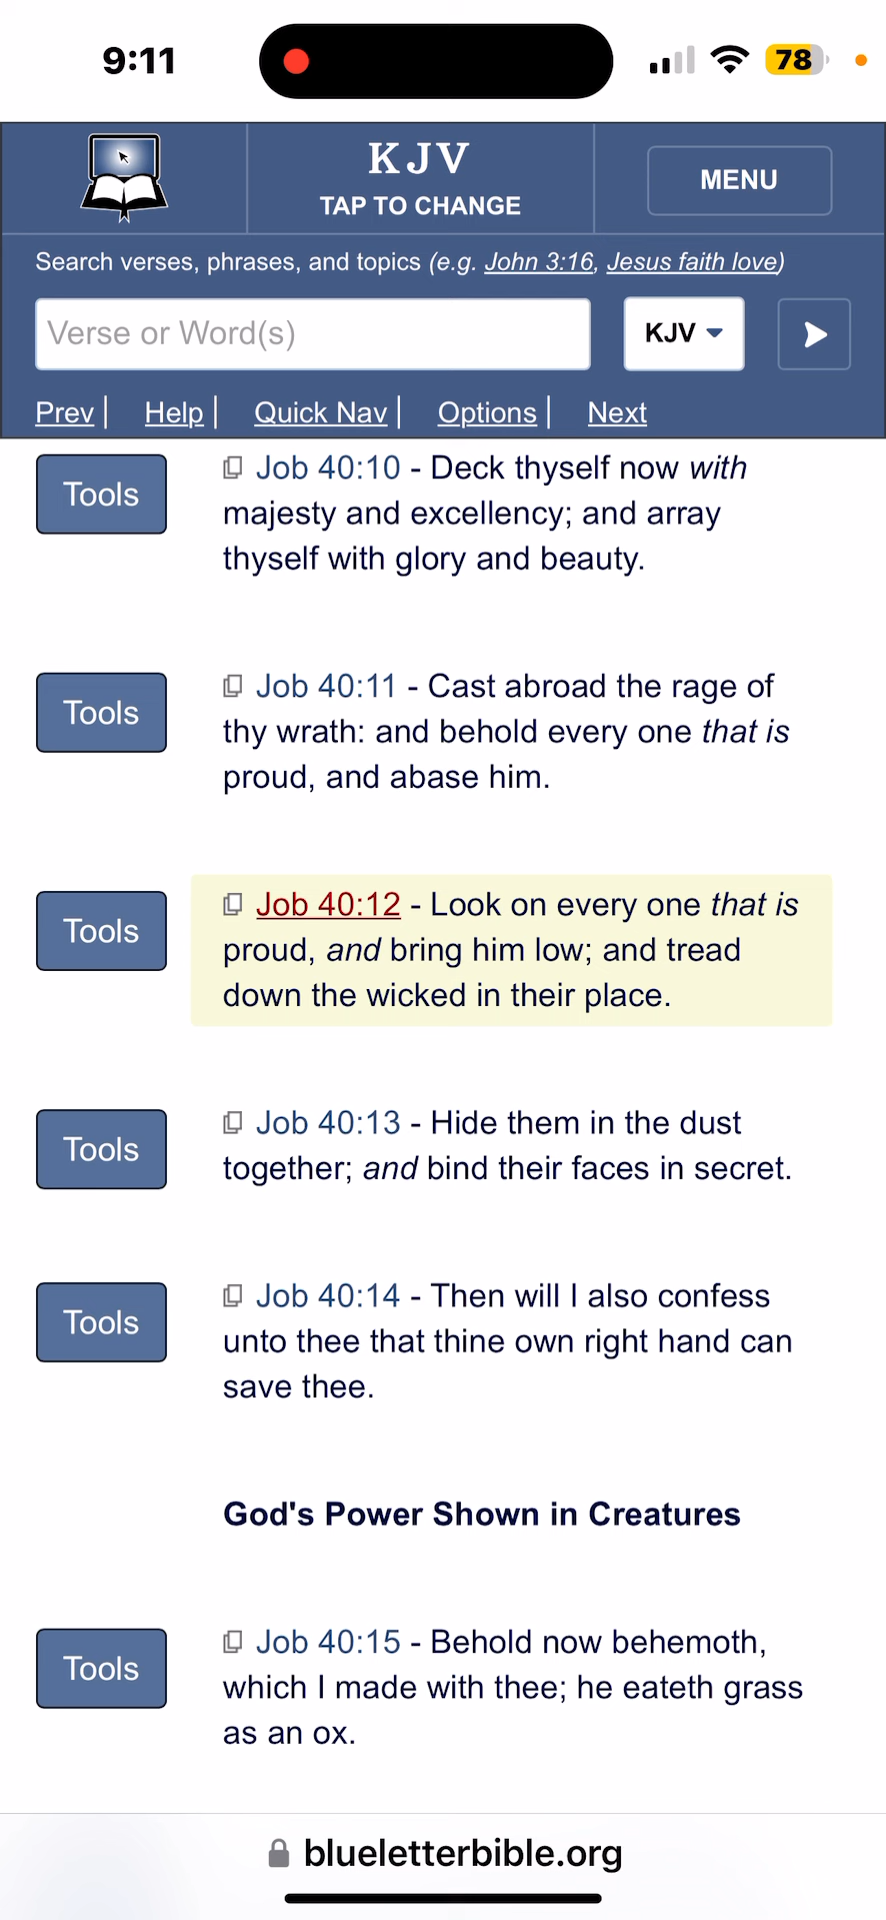 9:11
78
KJV
TAP TO CHANGE
MENU
Search verses, phrases, and topics (e.g. John 3:16, Jesus faith love)
Verse or Word(s)
KJV
Prev | Help | Quick Nav | Options | Next
Tools
Job 40:10 - Deck thyself now with
majesty and excellency; and array
thyself with glory and beauty.
Tools
Job 40:11 - Cast abroad the rage of
thy wrath: and behold every one that is
proud, and abase him.
Tools
Job 40:12 - Look on every one that is
proud, and bring him low; and tread
down the wicked in their place.
Tools
Job 40:13 - Hide them in the dust
together; and bind their faces in secret.
Tools
Job 40:14 - Then will I also confess
unto thee that thine own right hand can
save thee.
God's Power Shown in Creatures
Tools
Job 40:15 - Behold now behemoth,
which I made with thee; he eateth grass
as an ox.
blueletterbible.org